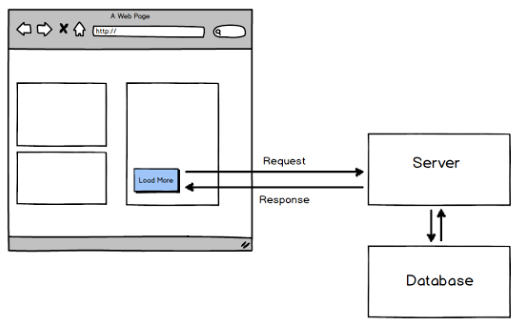 A Web Page
http://
Load More
Request
Response
Server
Database